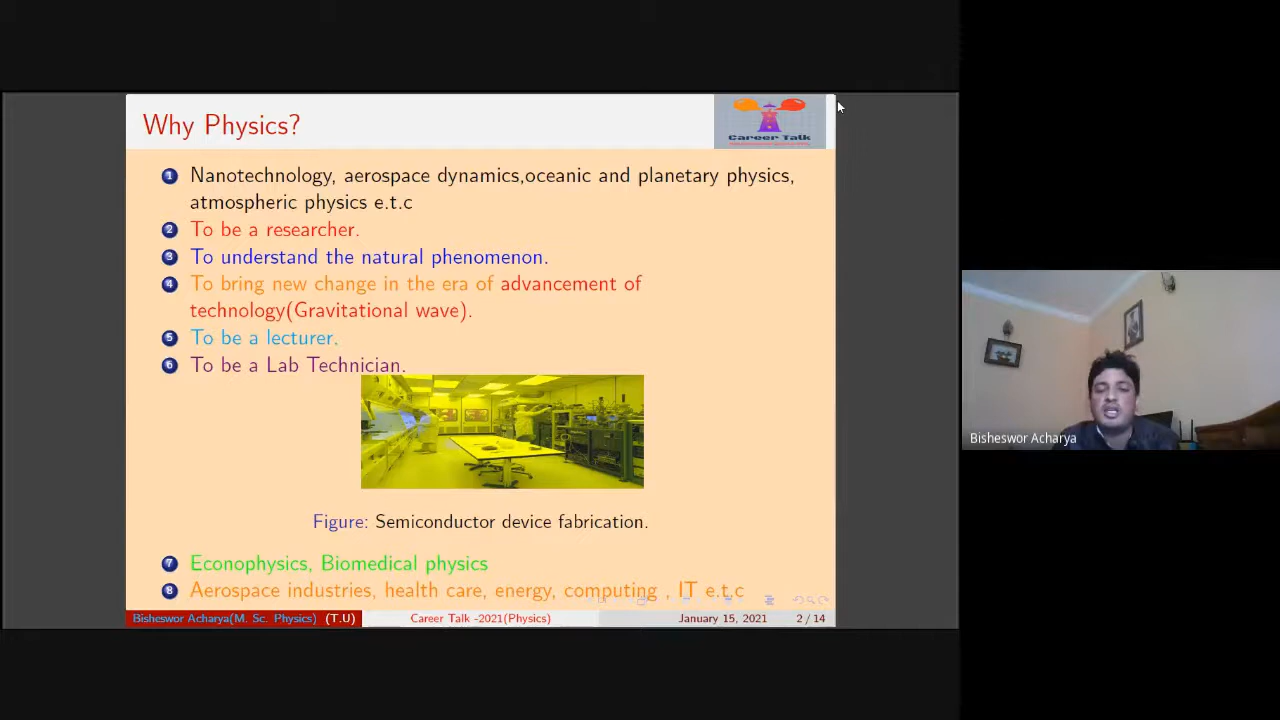 Why Physics?
Career Talk
1 Nanotechnology, aerospace dynamics,oceanic and planetary physics,
atmospheric physics e.t.c
2 To be a researcher.
3 To understand the natural phenomenon.
4 To bring new change in the era of advancement of
technology(Gravitational wave).
5 To be a lecturer.
6 To be a Lab Technician.
Figure: Semiconductor device fabrication.
7 Econophysics, Biomedical physics
8 Aerospace industries, health care, energy, computing , IT e.t.c
Bisheswor Acharya(M. Sc. Physics) (T.U) Career Talk -2021(Physics) January 15, 2021 2 / 14
Bisheswor Acharya